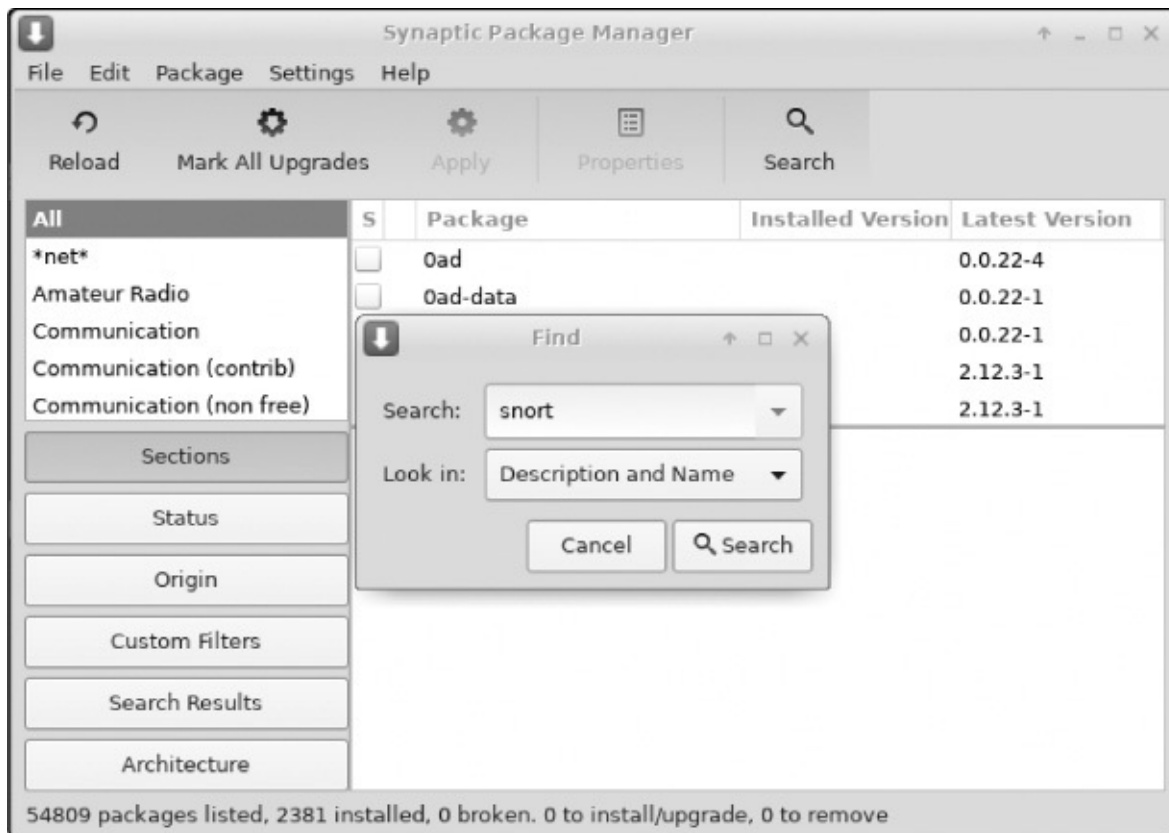 Synaptic Package Manager
File Edit Package Settings Help
Reload Mark All Upgrades Apply Properties Search
All
*net*
Amateur Radio
Communication
Communication (contrib)
Communication (non free)
Sections
Status
Origin
Custom Filters
Search Results
Architecture
S Package Installed Version Latest Version
0ad 0.0.22-4
0ad-data 0.0.22-1
0.0.22-1
2.12.3-1
2.12.3-1
Find
Search: snort
Look in: Description and Name
Cancel Search
54809 packages listed, 2381 installed, 0 broken. 0 to install/upgrade, 0 to remove